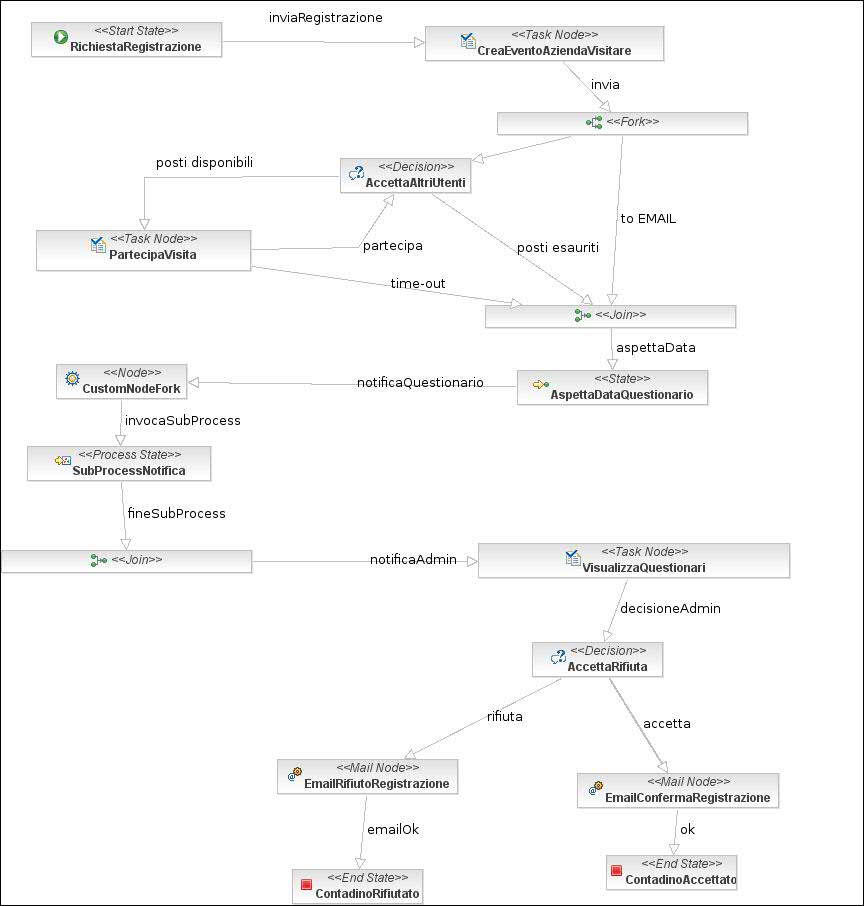 inviaRegistrazione
<<Start State>>
RichiestaRegistrazione
<<Task Node>>
CreaEventoAziendaVisitare
invia
<<Fork>>
posti disponibili
<<Decision>>
AccettaAltriUtenti
to EMAIL
<<Task Node>>
PartecipaVisita
partecipa
posti esauriti
time-out
<<Join>>
aspettaData
<<Node>>
CustomNodeFork
notificaQuestionario
<<State>>
AspettaDataQuestionario
invocaSubProcess
<<Process State>>
SubProcessNotifica
fineSubProcess
<<Join>>
notificaAdmin
<<Task Node>>
VisualizzaQuestionari
decisioneAdmin
<<Decision>>
AccettaRifiuta
rifiuta
accetta
<<Mail Node>>
EmailRifiutoRegistrazione
<<Mail Node>>
EmailConfermaRegistrazione
emailOk
ok
<<End State>>
ContadinoRifiutato
<<End State>>
ContadinoAccettato